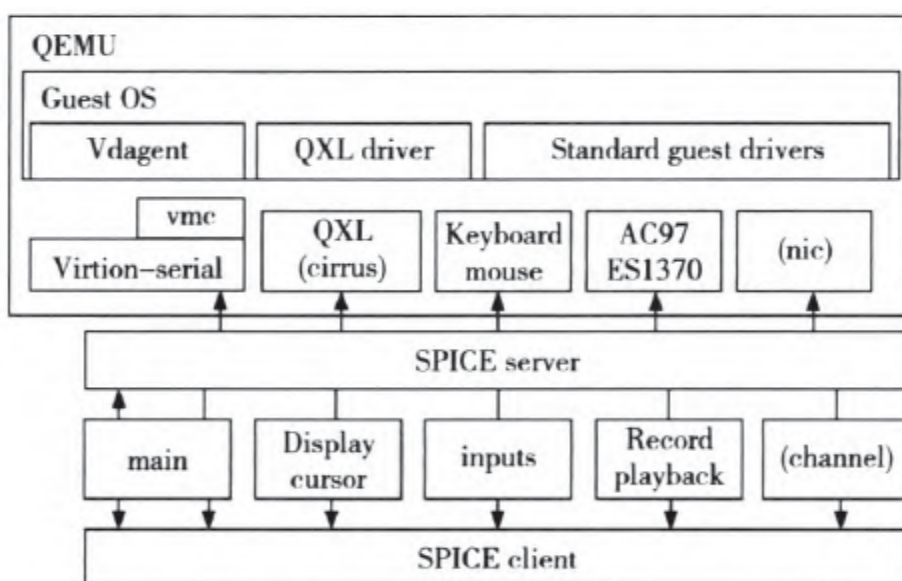 QEMU
Guest OS
Vdagent
QXL driver
Standard guest drivers
vmc
Virtion-serial
QXL
(cirrus)
Keyboard
mouse
AC97
ES1370
(nic)
SPICE server
main
Display
cursor
inputs
Record
playback
(channel)
SPICE client